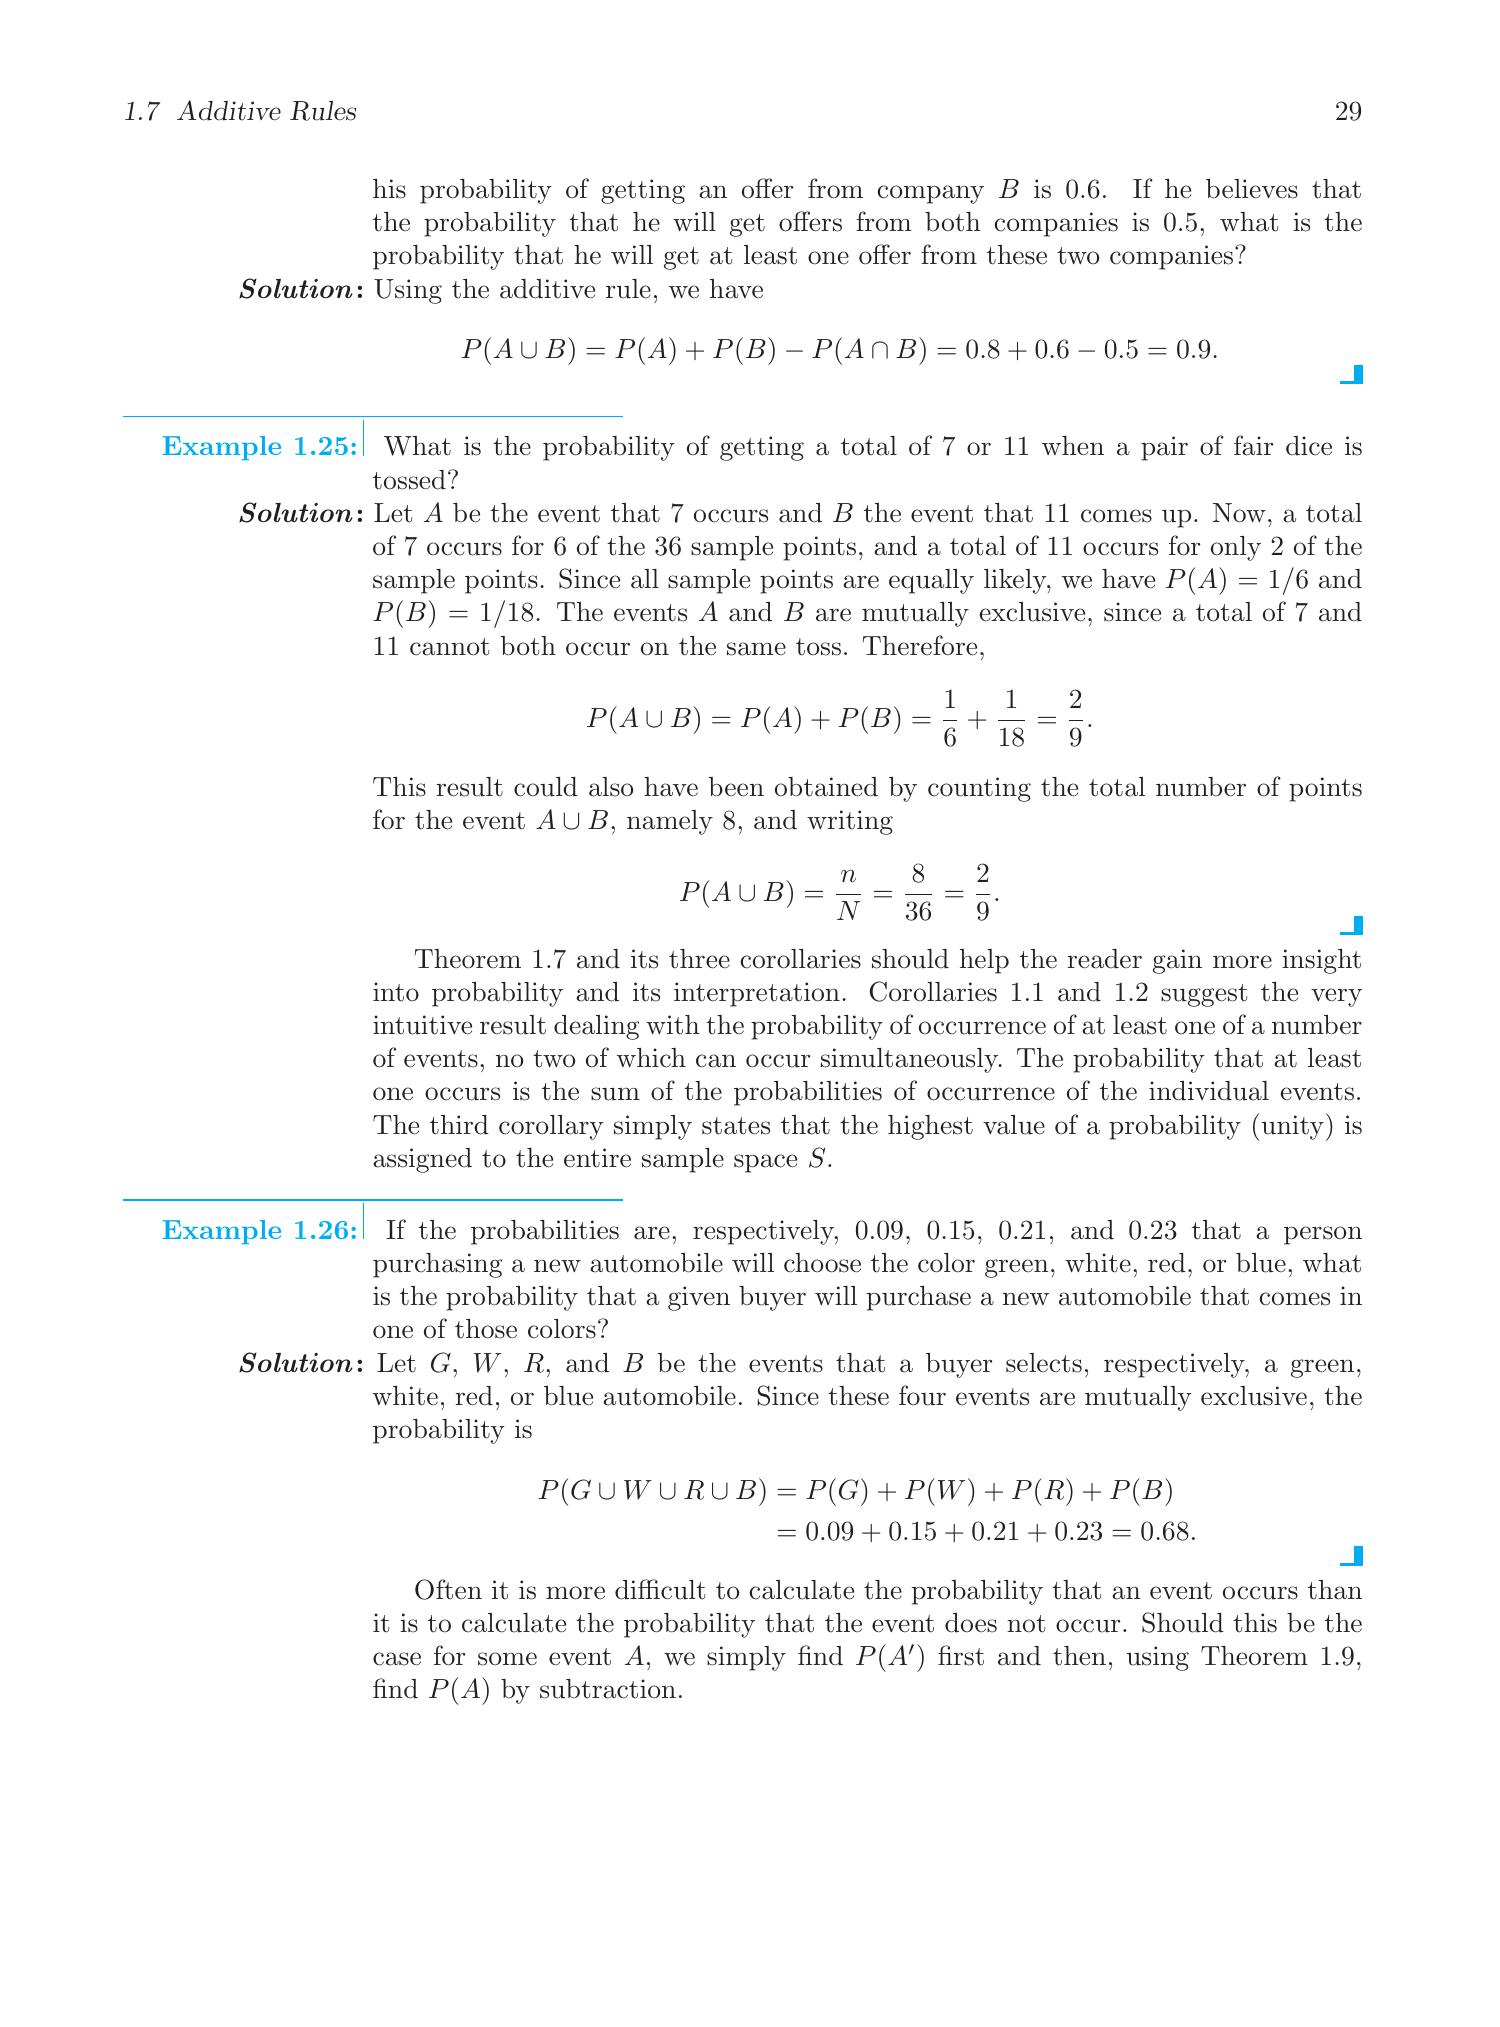 1.7 Additive Rules 29
his probability of getting an offer from company B is 0.6. If he believes that
the probability that he will get offers from both companies is 0.5, what is the
probability that he will get at least one offer from these two companies?
Solution: Using the additive rule, we have
P(A ∪ B) = P(A) + P(B) − P(A ∩ B) = 0.8 + 0.6 − 0.5 = 0.9.
Example 1.25: What is the probability of getting a total of 7 or 11 when a pair of fair dice is
tossed?
Solution: Let A be the event that 7 occurs and B the event that 11 comes up. Now, a total
of 7 occurs for 6 of the 36 sample points, and a total of 11 occurs for only 2 of the
sample points. Since all sample points are equally likely, we have P(A) = 1/6 and
P(B) = 1/18. The events A and B are mutually exclusive, since a total of 7 and
11 cannot both occur on the same toss. Therefore,
P(A ∪ B) = P(A) + P(B) = 1/6 + 1/18 = 2/9.
This result could also have been obtained by counting the total number of points
for the event A ∪ B, namely 8, and writing
P(A ∪ B) = n/N = 8/36 = 2/9.
Theorem 1.7 and its three corollaries should help the reader gain more insight
into probability and its interpretation. Corollaries 1.1 and 1.2 suggest the very
intuitive result dealing with the probability of occurrence of at least one of a number
of events, no two of which can occur simultaneously. The probability that at least
one occurs is the sum of the probabilities of occurrence of the individual events.
The third corollary simply states that the highest value of a probability (unity) is
assigned to the entire sample space S.
Example 1.26: If the probabilities are, respectively, 0.09, 0.15, 0.21, and 0.23 that a person
purchasing a new automobile will choose the color green, white, red, or blue, what
is the probability that a given buyer will purchase a new automobile that comes in
one of those colors?
Solution: Let G, W, R, and B be the events that a buyer selects, respectively, a green,
white, red, or blue automobile. Since these four events are mutually exclusive, the
probability is
P(G ∪ W ∪ R ∪ B) = P(G) + P(W) + P(R) + P(B)
= 0.09 + 0.15 + 0.21 + 0.23 = 0.68.
Often it is more difficult to calculate the probability that an event occurs than
it is to calculate the probability that the event does not occur. Should this be the
case for some event A, we simply find P(A′) first and then, using Theorem 1.9,
find P(A) by subtraction.